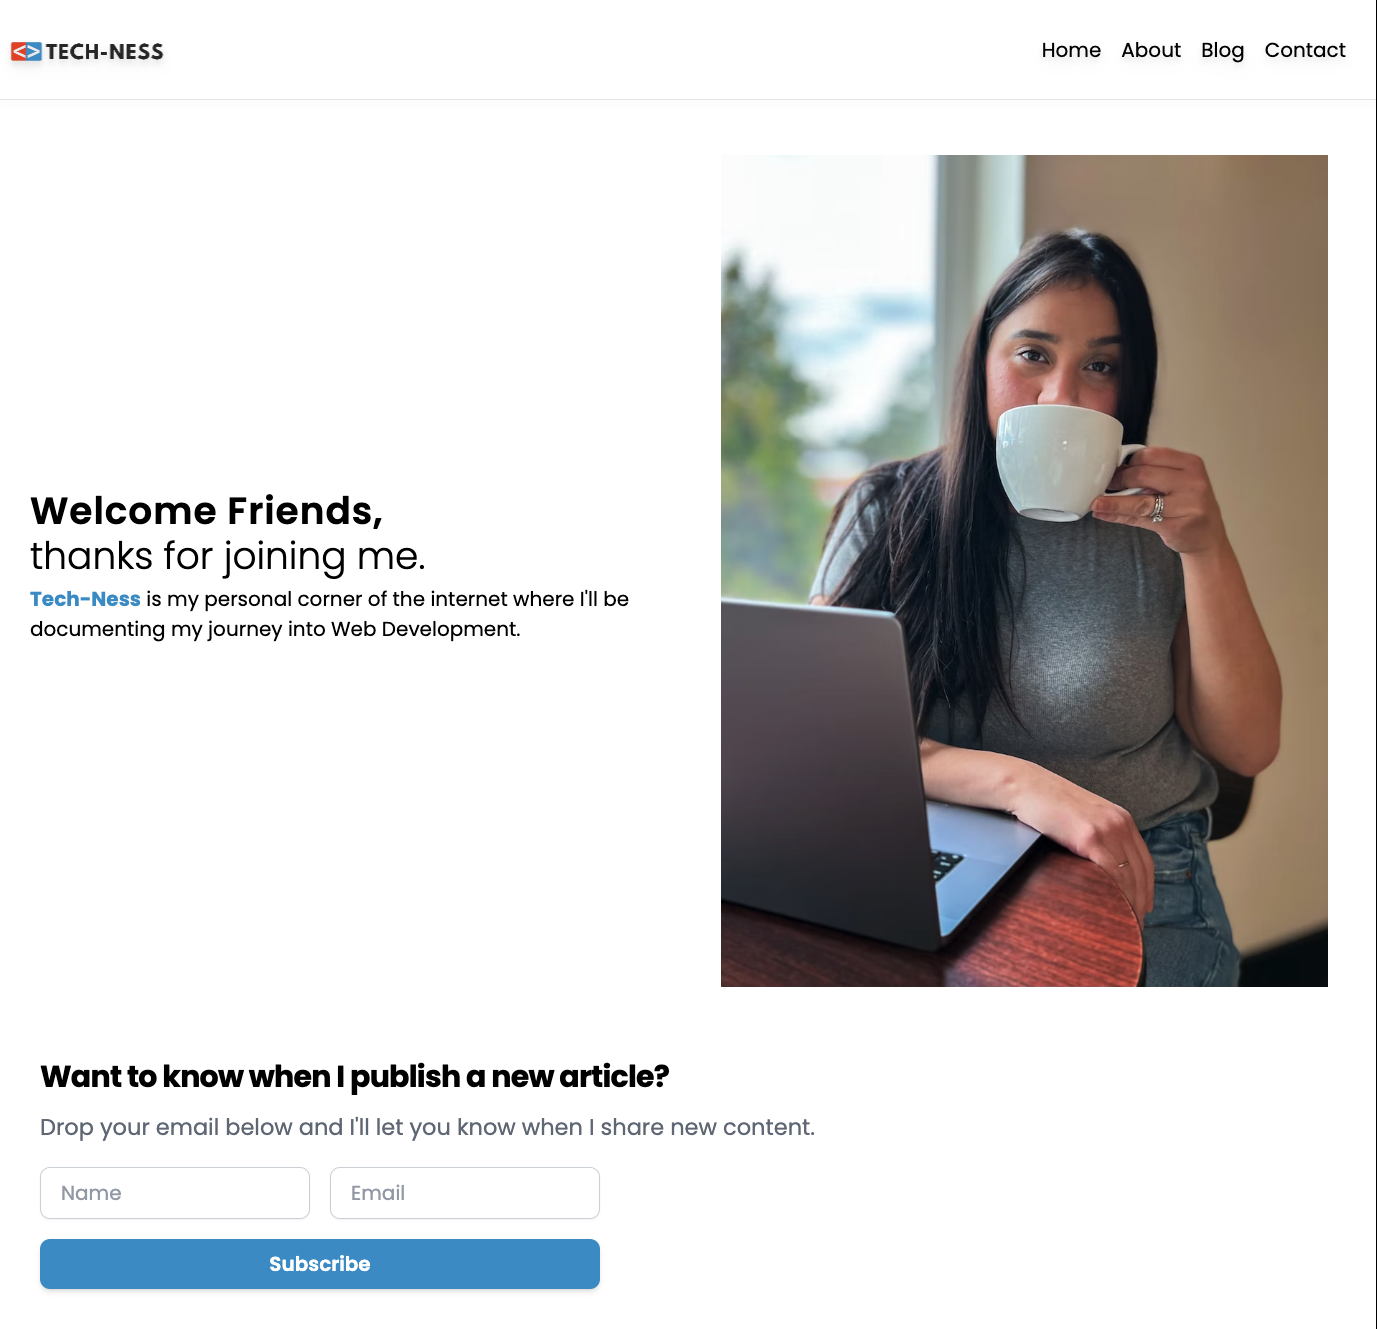 <> TECH-NESS
Home About Blog Contact
Welcome Friends,
thanks for joining me.
Tech-Ness is my personal corner of the internet where I'll be
documenting my journey into Web Development.
Want to know when I publish a new article?
Drop your email below and I'll let you know when I share new content.
Name Email
Subscribe